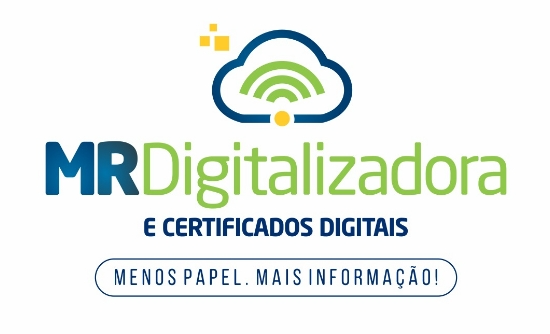 MRDigitalizadora
E CERTIFICADOS DIGITAIS
MENOS PAPEL. MAIS INFORMAÇÃO!